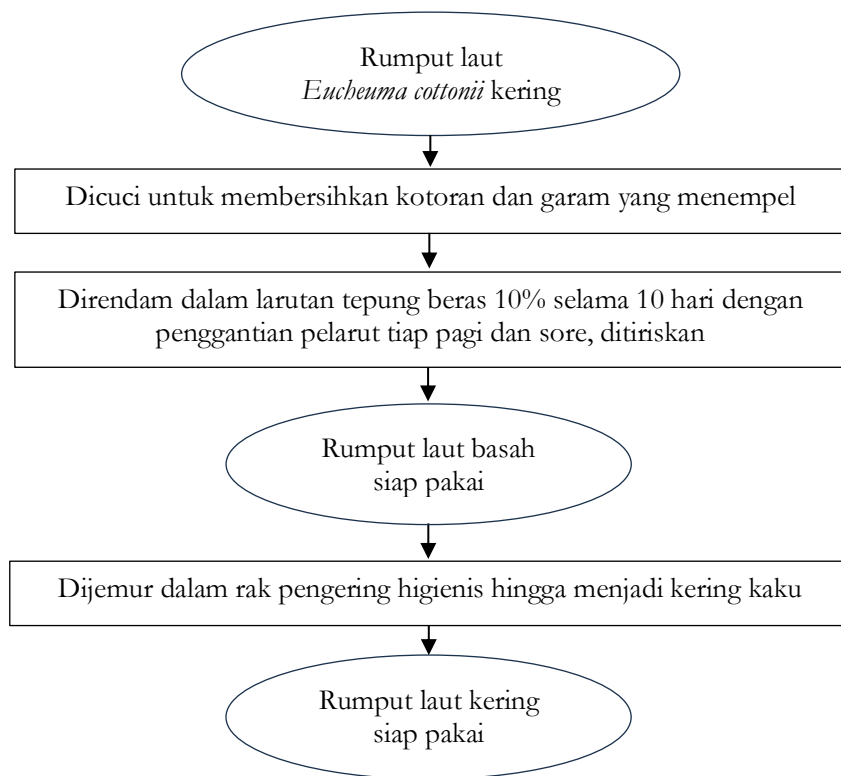 Rumput laut
Eucheuma cottonii kering
Dicuci untuk membersihkan kotoran dan garam yang menempel
Direndam dalam larutan tepung beras 10% selama 10 hari dengan
penggantian pelarut tiap pagi dan sore, ditiriskan
Rumput laut basah
siap pakai
Dijemur dalam rak pengering higienis hingga menjadi kering kaku
Rumput laut kering
siap pakai